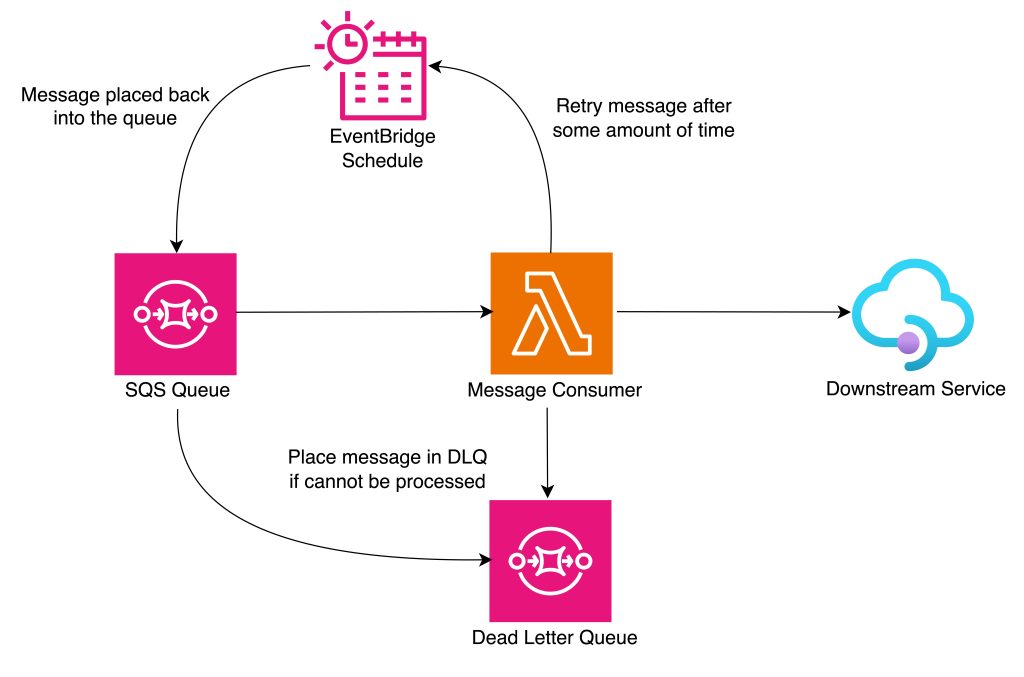 Message placed back
into the queue
EventBridge
Schedule
Retry message after
some amount of time
SQS Queue
Message Consumer
Downstream Service
Place message in DLQ
if cannot be processed
Dead Letter Queue